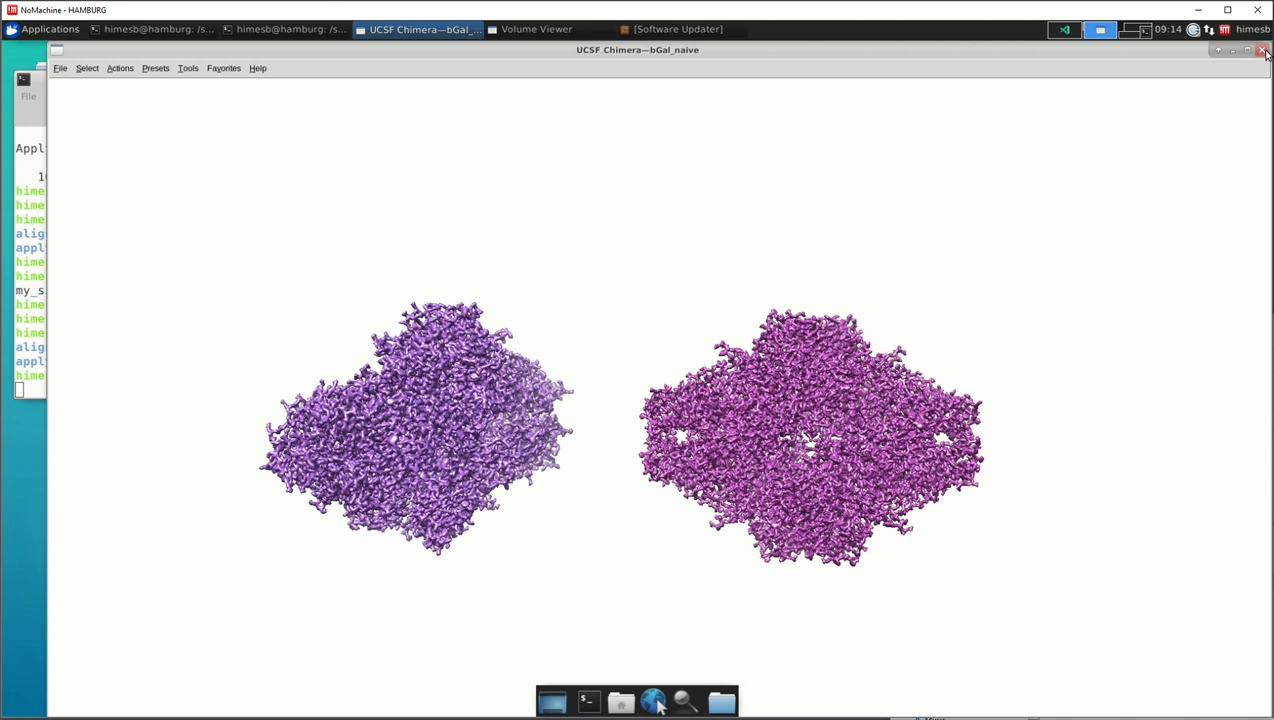 NoMachine - HAMBURG
Applications himesb@hamburg: /s... himesb@hamburg: /s... UCSF Chimera—bGal_... Volume Viewer [Software Updater] 09:14 himesb
UCSF Chimera—bGal_naive
File Select Actions Presets Tools Favorites Help
File
Appl
1
hime
hime
hime
alig
appl
hime
hime
my_s
hime
hime
hime
alig
appl
hime